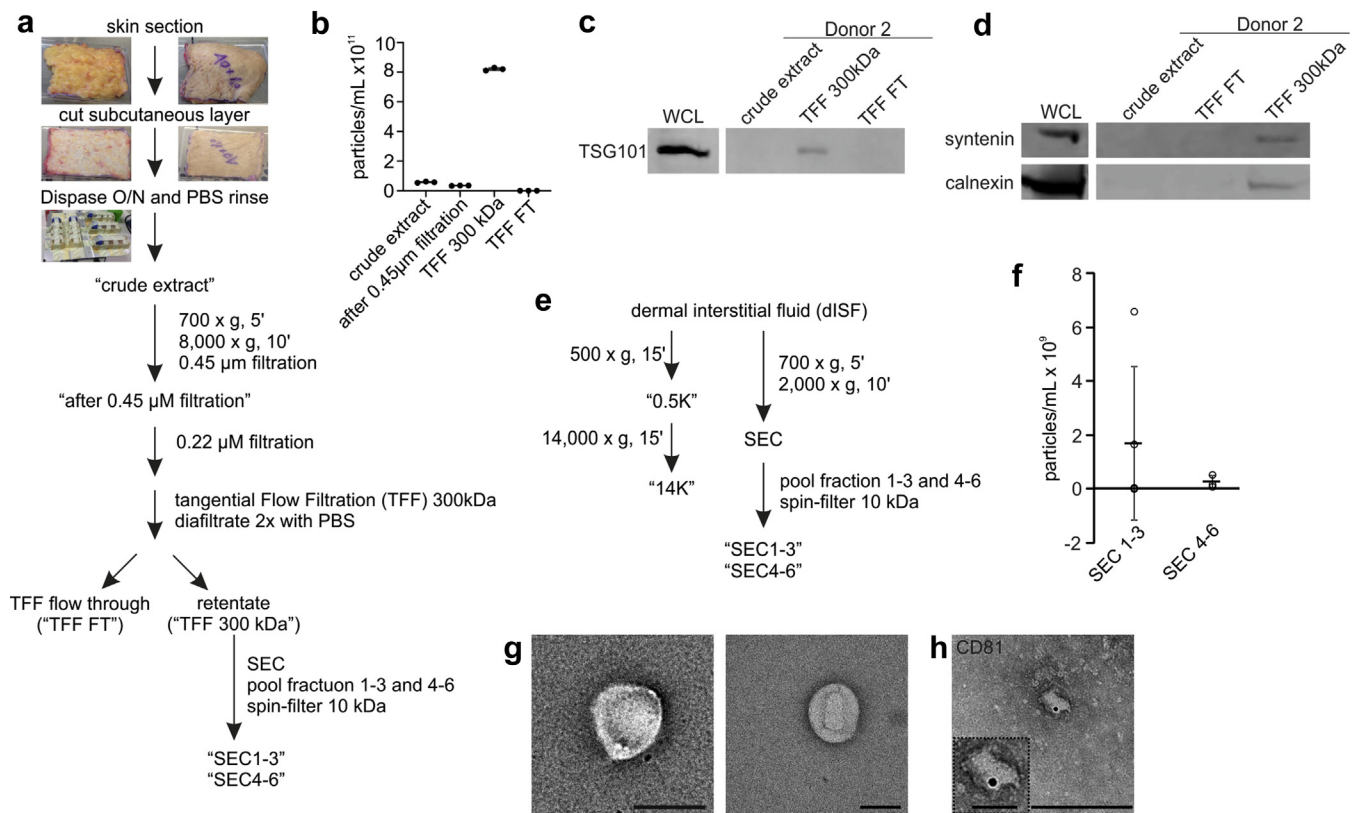 a
skin section
cut subcutaneous layer
Dispase O/N and PBS rinse
“crude extract”
700 x g, 5'
8,000 x g, 10'
0.45 µm filtration
“after 0.45 µM filtration”
0.22 µM filtration
tangential Flow Filtration (TFF) 300kDa
diafiltrate 2x with PBS
TFF flow through
(“TFF FT”)
retentate
(“TFF 300 kDa”)
SEC
pool fractuon 1-3 and 4-6
spin-filter 10 kDa
“SEC1-3”
“SEC4-6”
b
particles/mL x10¹¹
10
8
6
4
2
0
crude extract
after 0.45µm filtration
TFF 300 kDa
TFF FT
c
Donor 2
WCL
crude extract
TFF 300kDa
TFF FT
TSG101
d
Donor 2
WCL
crude extract
TFF FT
TFF 300kDa
syntenin
calnexin
e
dermal interstitial fluid (dISF)
500 x g, 15'
“0.5K”
14,000 x g, 15'
“14K”
700 x g, 5'
2,000 x g, 10'
SEC
pool fraction 1-3 and 4-6
spin-filter 10 kDa
“SEC1-3”
“SEC4-6”
f
particles/mL x 10⁹
8
6
4
2
0
-2
SEC 1-3
SEC 4-6
g
h
CD81